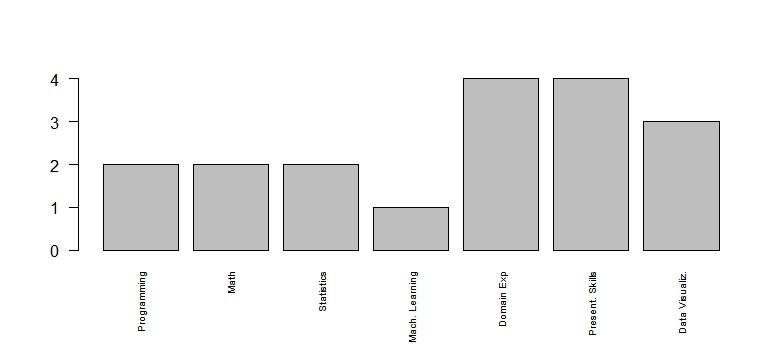 4
3
2
1
0
Programming
Math
Statistics
Mach. Learning
Domain Exp
Present. Skills
Data Visualiz.